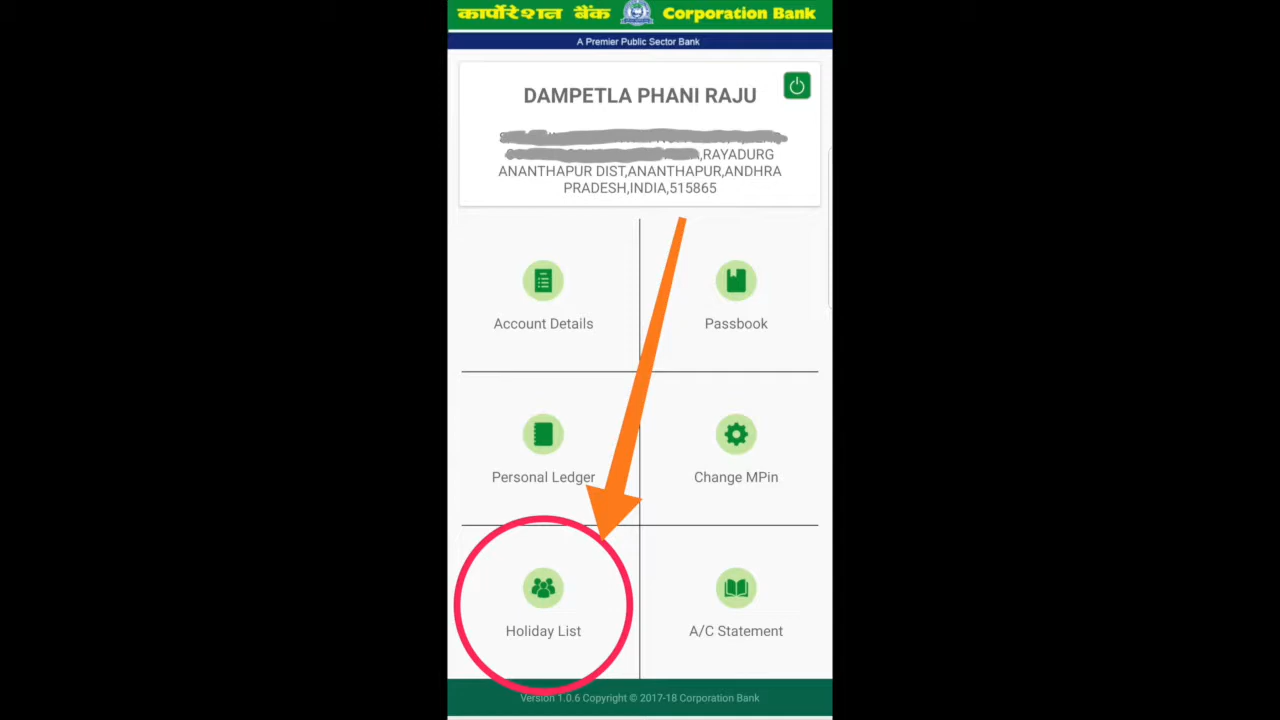 कार्पोरेशन बैंक Corporation Bank
A Premier Public Sector Bank
DAMPETLA PHANI RAJU
,RAYADURG
ANANTHAPUR DIST,ANANTHAPUR,ANDHRA
PRADESH,INDIA,515865
Account Details
Passbook
Personal Ledger
Change MPin
Holiday List
A/C Statement
Version 1.0.6 Copyright © 2017-18 Corporation Bank